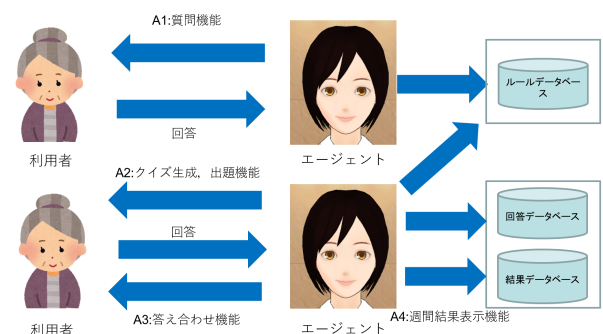 A1:質問機能
回答
利用者
エージェント
ルールデータベー
ス
A2:クイズ生成，出題機能
回答
A3:答え合わせ機能
利用者
エージェント
回答データベース
結果データベース
A4:週間結果表示機能